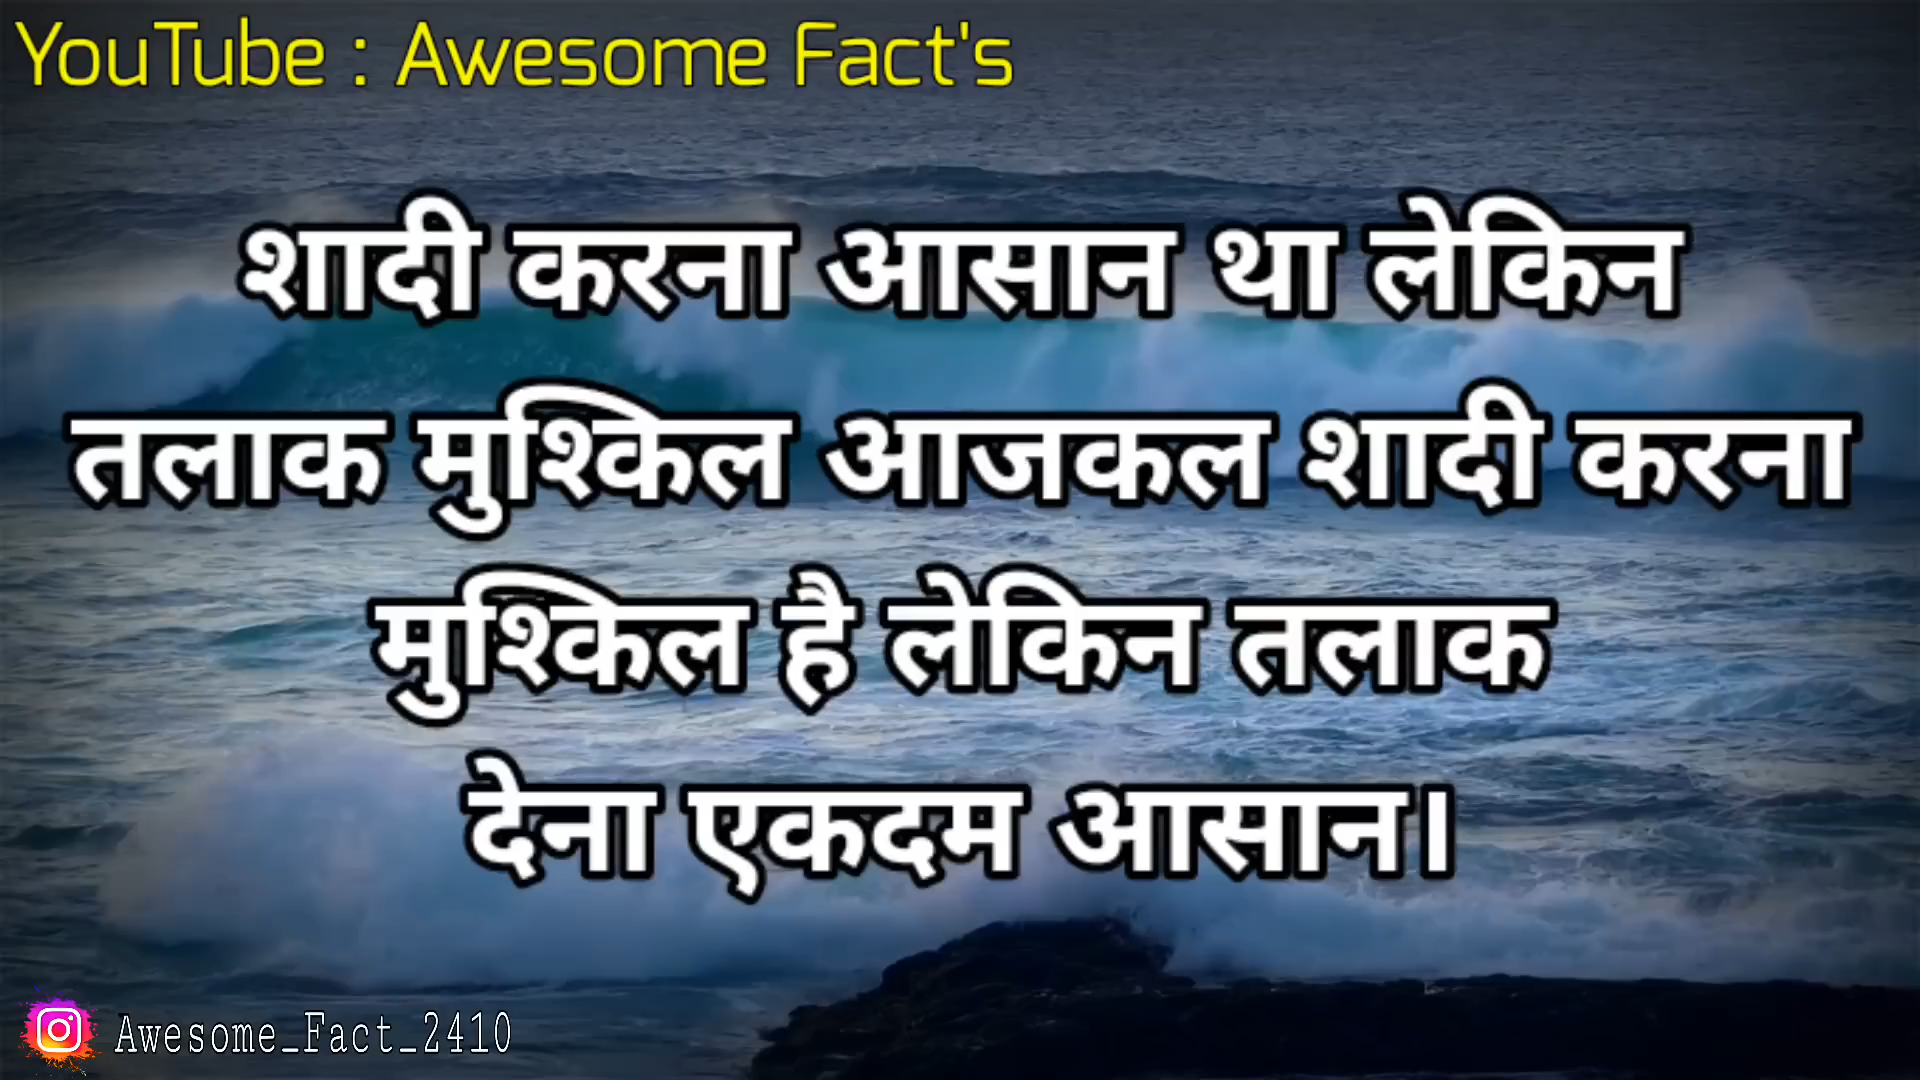 YouTube : Awesome Fact's
शादी करना आसान था लेकिन
तलाक मुश्किल आजकल शादी करना
मुश्किल है लेकिन तलाक
देना एकदम आसान।
Awesome_Fact_2410